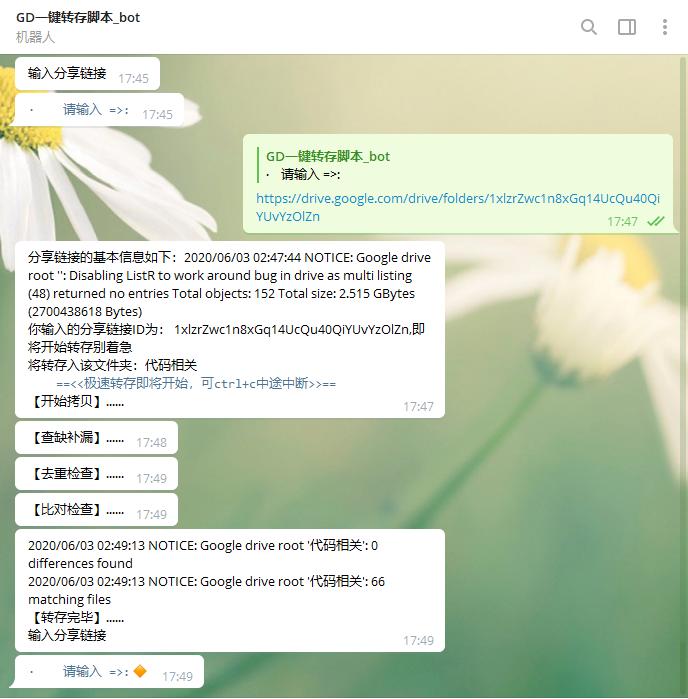 GD一键转存脚本_bot
机器人
输入分享链接 17:45
· 请输入 =>: 17:45
GD一键转存脚本_bot
· 请输入 =>:
https://drive.google.com/drive/folders/1xlzrZwc1n8xGq14UcQu40Qi
YUvYzOlZn
17:47
分享链接的基本信息如下：2020/06/03 02:47:44 NOTICE: Google drive
root '': Disabling ListR to work around bug in drive as multi listing
(48) returned no entries Total objects: 152 Total size: 2.515 GBytes
(2700438618 Bytes)
你输入的分享链接ID为： 1xlzrZwc1n8xGq14UcQu40QiYUvYzOlZn,即
将开始转存别着急
将转存入该文件夹：代码相关
==<<极速转存即将开始，可ctrl+c中途中断>>==
【开始拷贝】...... 17:47
【查缺补漏】...... 17:48
【去重检查】...... 17:49
【比对检查】...... 17:49
2020/06/03 02:49:13 NOTICE: Google drive root '代码相关': 0
differences found
2020/06/03 02:49:13 NOTICE: Google drive root '代码相关': 66
matching files
【转存完毕】......
输入分享链接 17:49
· 请输入 =>:🔶 17:49